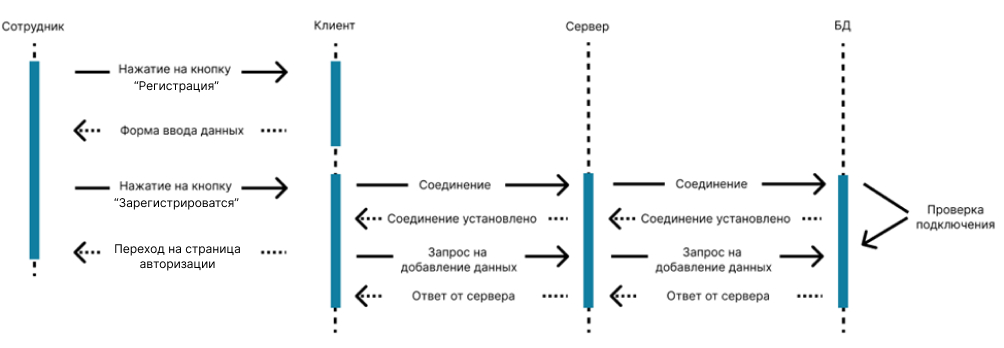 Сотрудник
Клиент
Сервер
БД
Нажатие на кнопку
“Регистрация”
Форма ввода данных
Нажатие на кнопку
“Зарегистрироватся”
Соединение
Соединение
Проверка
подключения
Соединение установлено
Соединение установлено
Переход на страница
авторизации
Запрос на
добавление данных
Запрос на
добавление данных
Ответ от сервера
Ответ от сервера